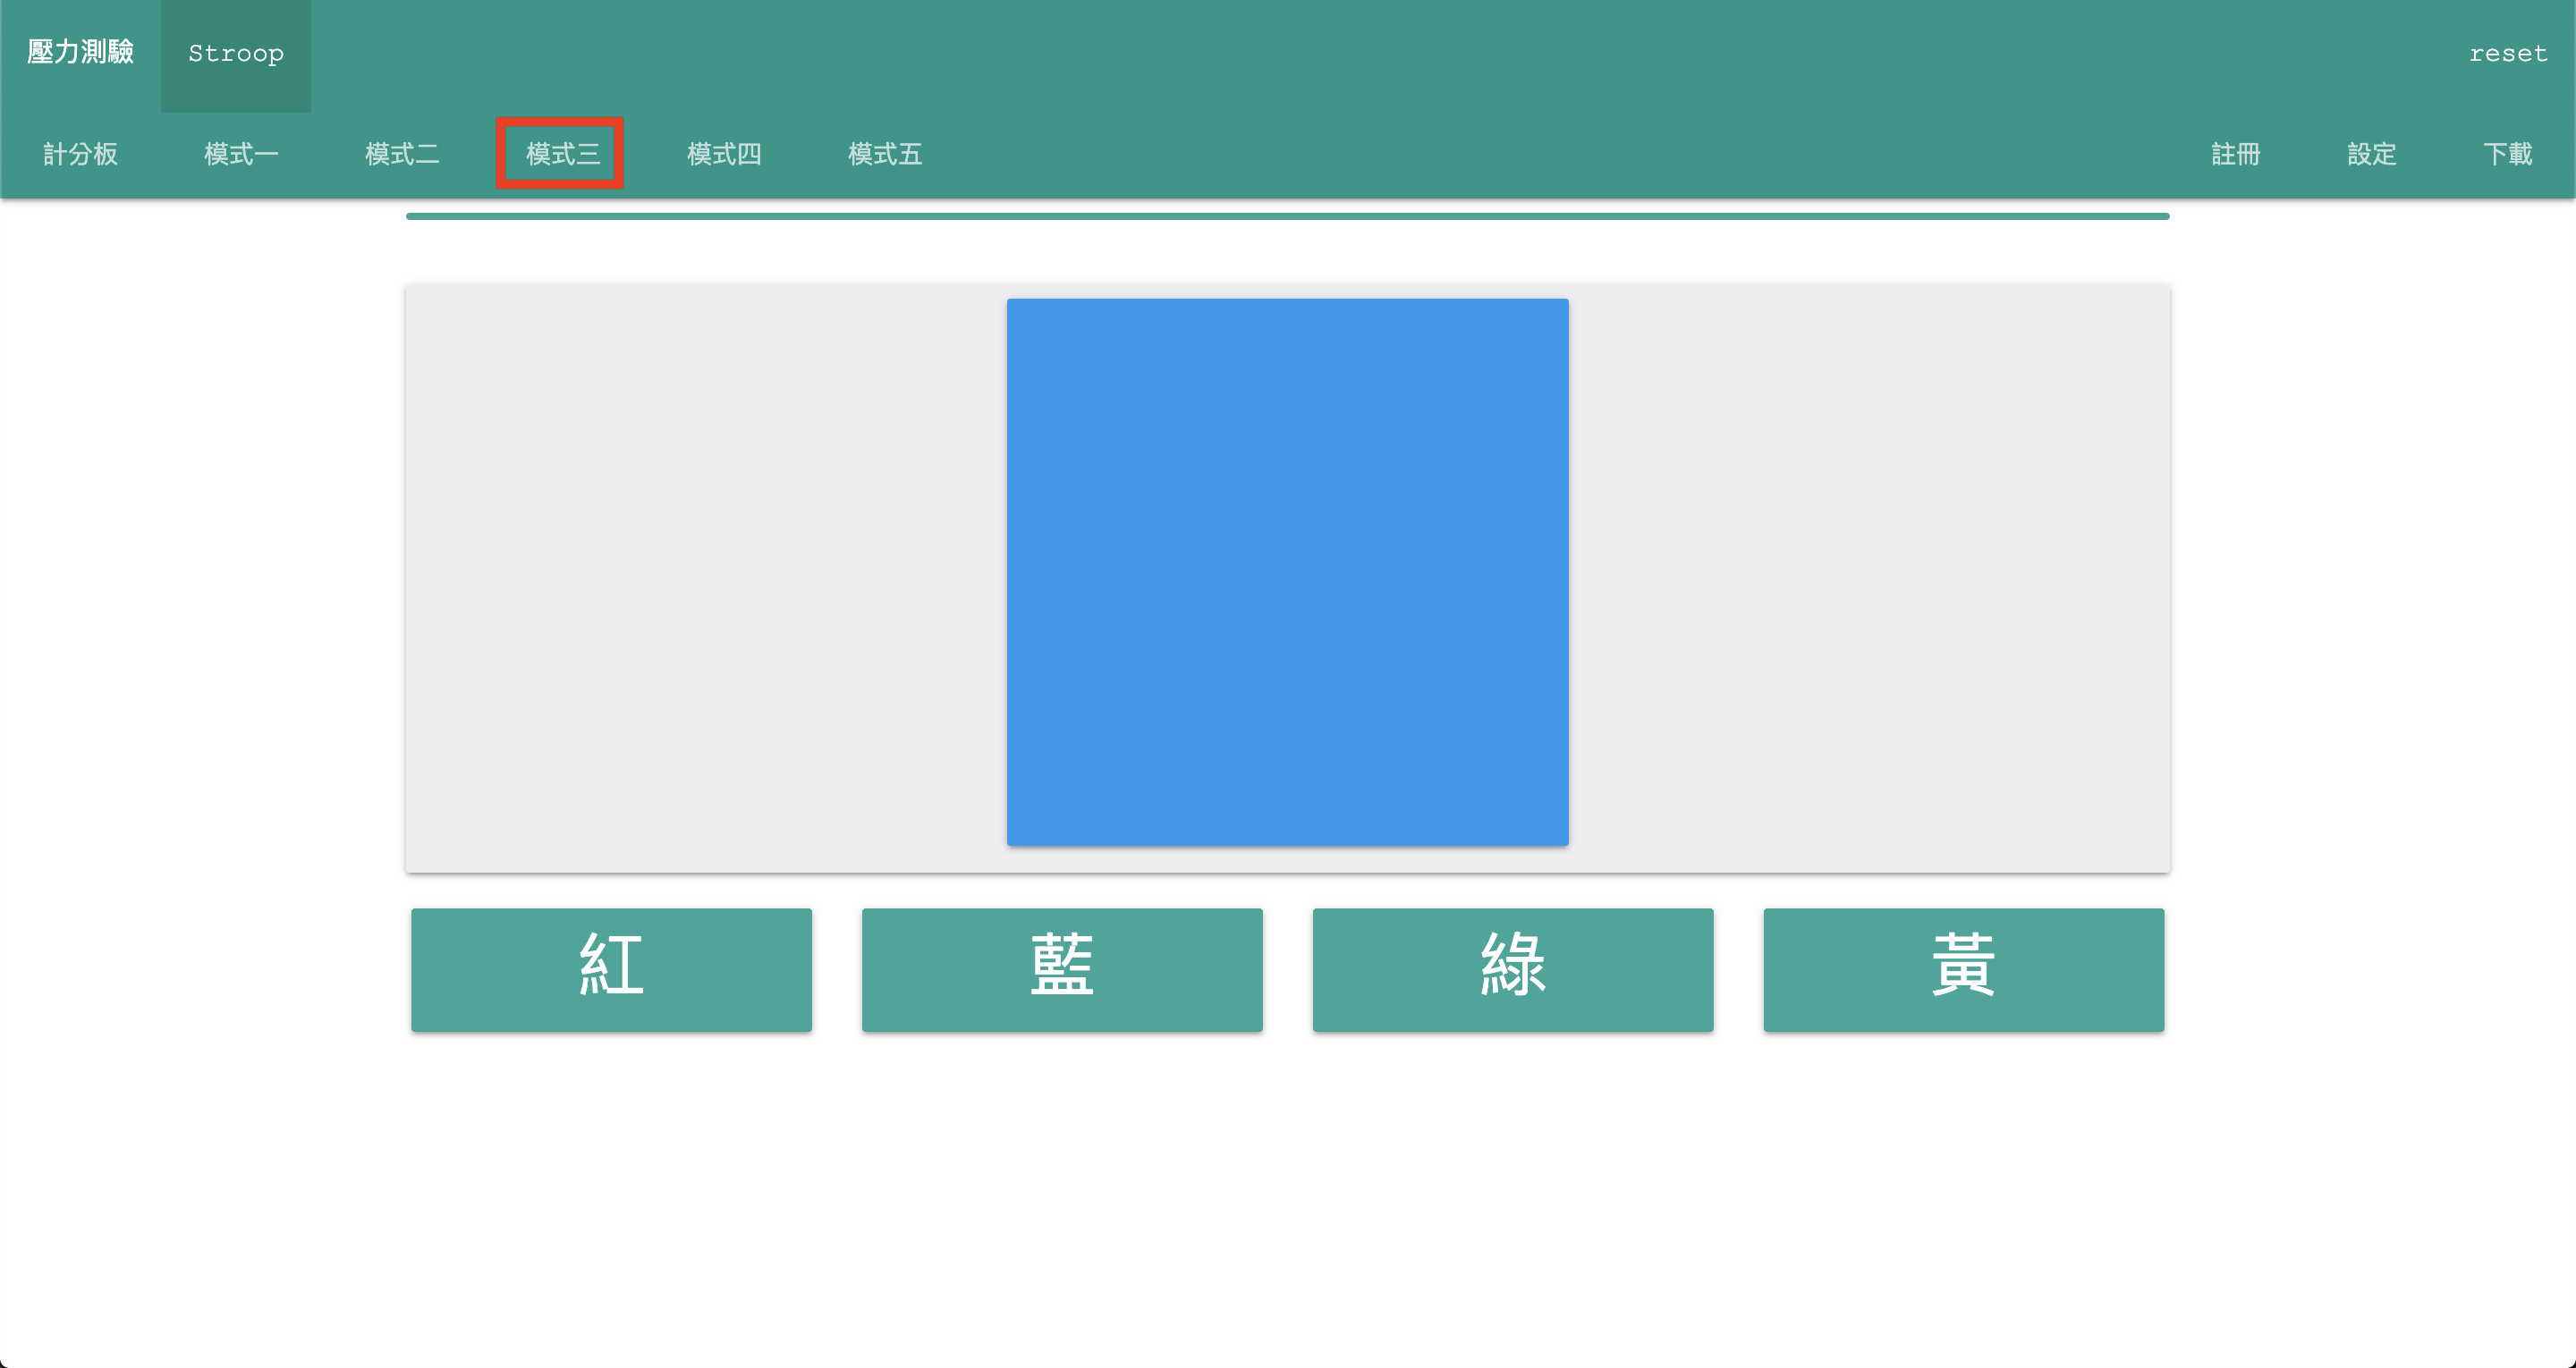 壓力測驗 Stroop reset
計分板 模式一 模式二 模式三 模式四 模式五 註冊 設定 下載
紅 藍 綠 黃